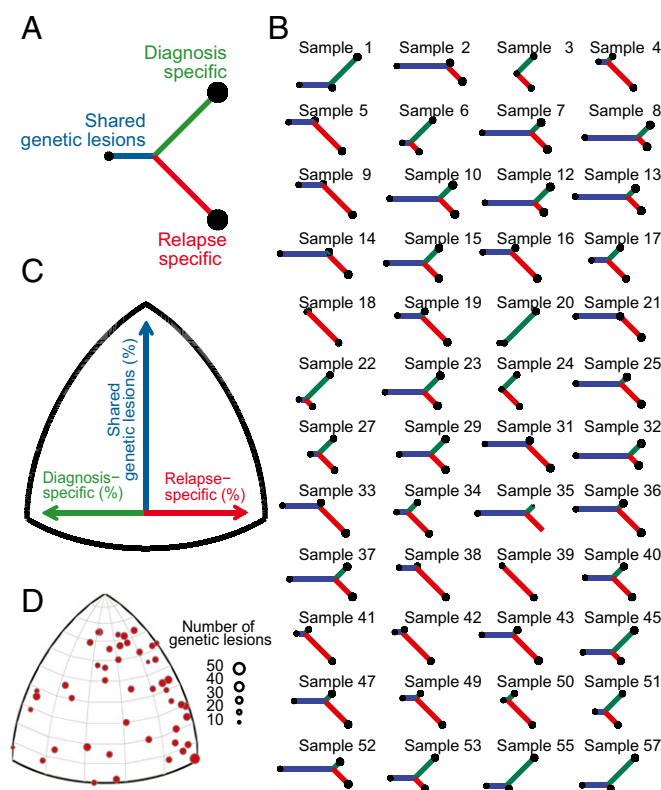 A
Diagnosis
specific
Shared
genetic lesions
Relapse
specific
B
Sample 1 Sample 2 Sample 3 Sample 4
Sample 5 Sample 6 Sample 7 Sample 8
Sample 9 Sample 10 Sample 12 Sample 13
Sample 14 Sample 15 Sample 16 Sample 17
Sample 18 Sample 19 Sample 20 Sample 21
Sample 22 Sample 23 Sample 24 Sample 25
Sample 27 Sample 29 Sample 31 Sample 32
Sample 33 Sample 34 Sample 35 Sample 36
Sample 37 Sample 38 Sample 39 Sample 40
Sample 41 Sample 42 Sample 43 Sample 45
Sample 47 Sample 49 Sample 50 Sample 51
Sample 52 Sample 53 Sample 55 Sample 57
C
Shared
genetic lesions (%)
Diagnosis−
specific (%)
Relapse−
specific (%)
D
Number of
genetic lesions
50
40
30
20
10